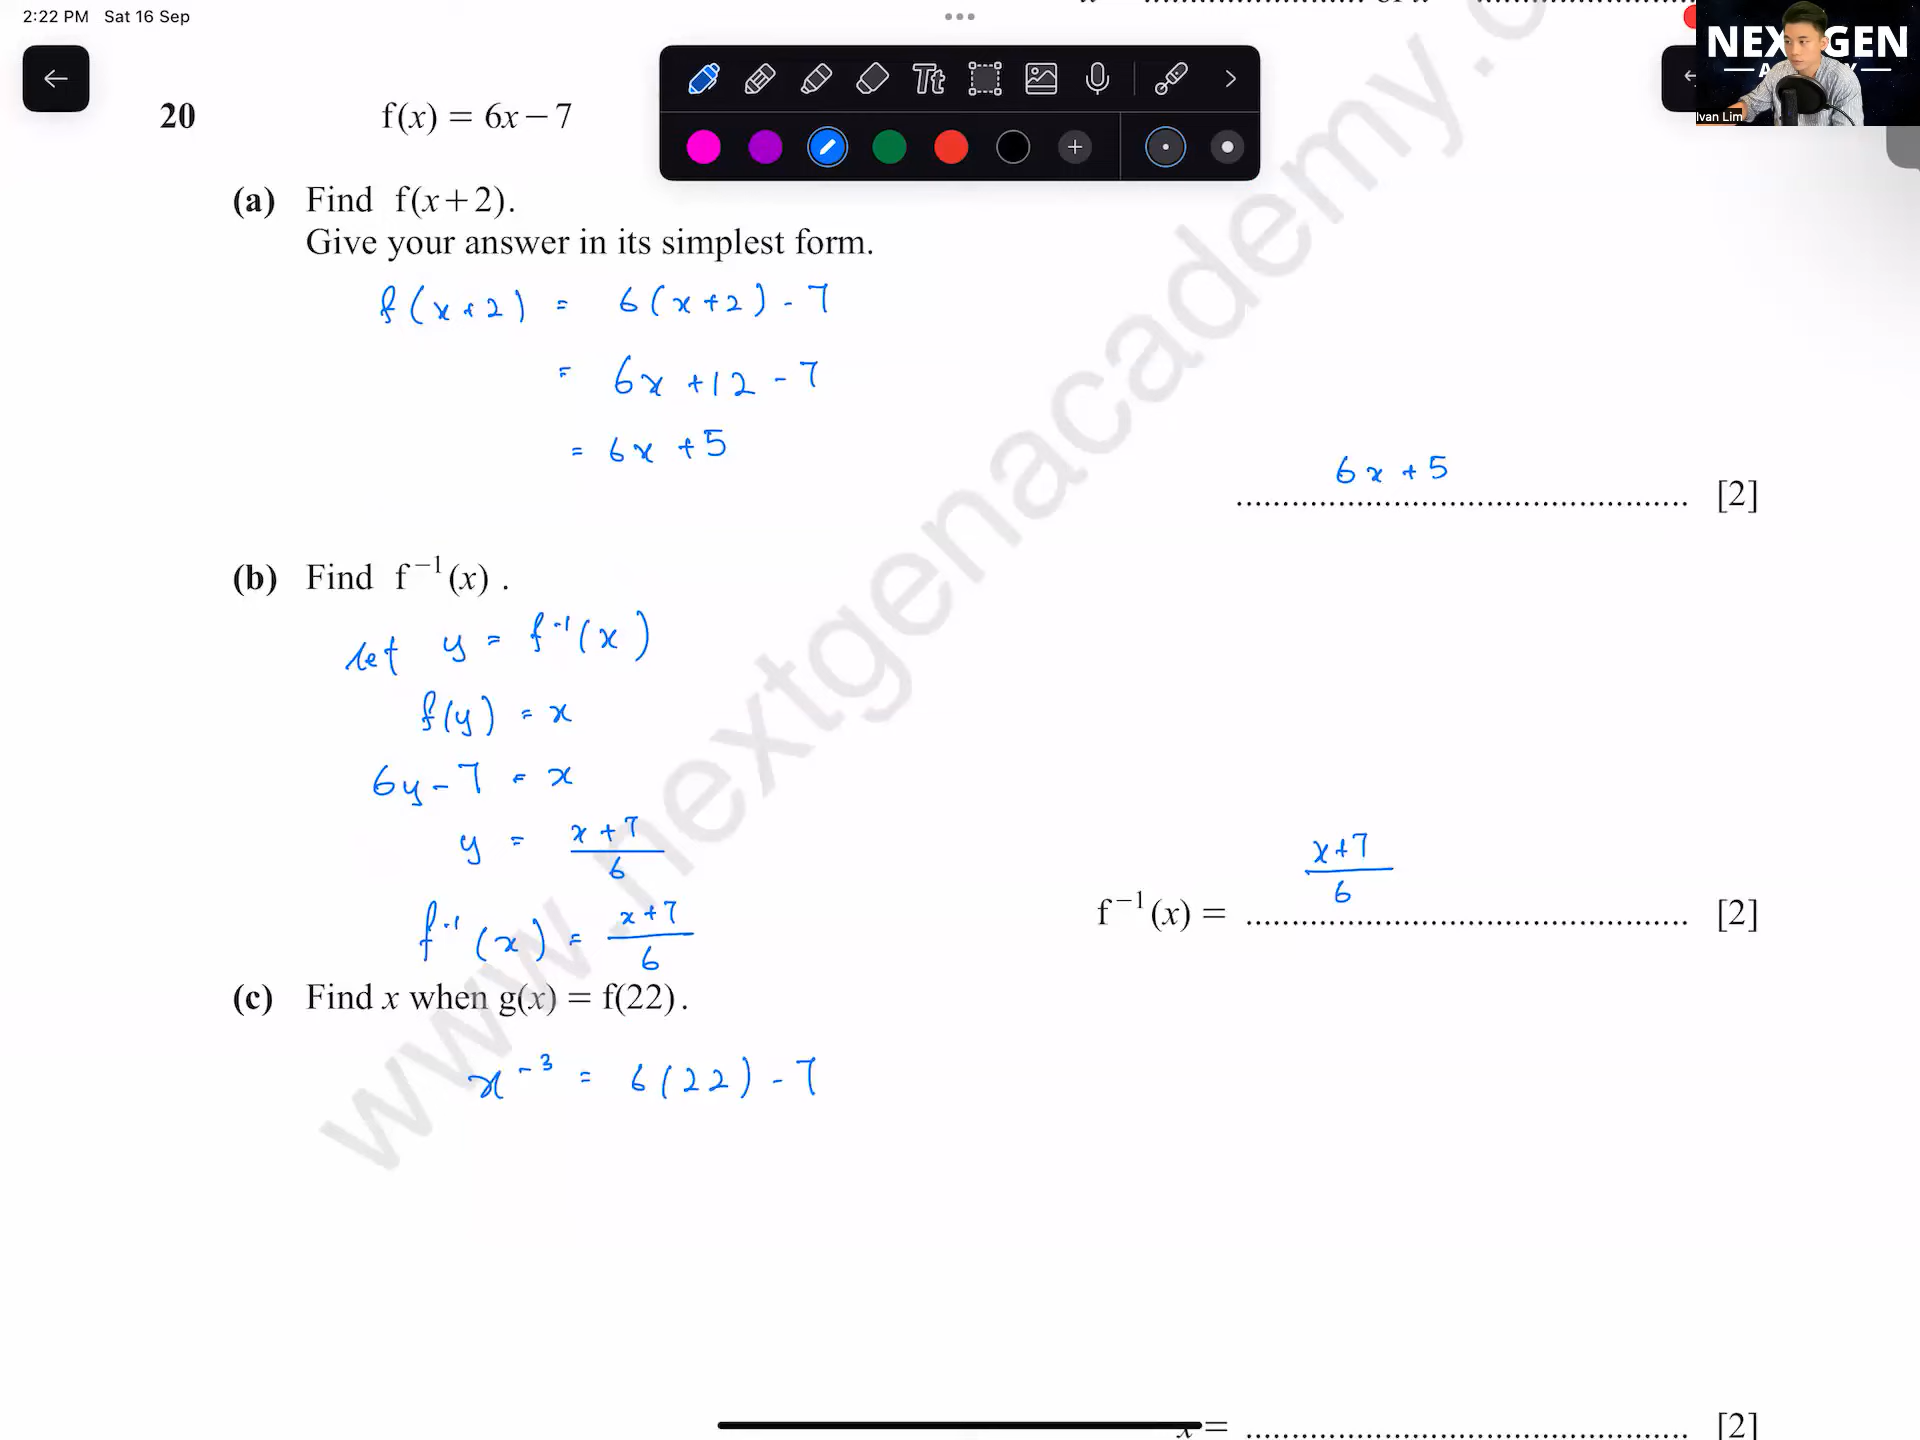 2:22 PM Sat 16 Sep
NEXTGEN
Ivan Lim
Tt
20 f(x) = 6x − 7
(a) Find f(x+2).
Give your answer in its simplest form.
f(x+2) = 6(x+2) - 7
= 6x +12 - 7
= 6x +5
6x +5
.................................................. [2]
(b) Find f⁻¹(x) .
let y = f⁻¹(x)
f(y) = x
6y - 7 = x
y = (x+7)/6
f⁻¹(x) = (x+7)/6
f⁻¹(x) = (x+7)/6 [2]
(c) Find x when g(x) = f(22).
x⁻³ = 6(22) - 7
x = .................................................. [2]
www.nextgenacademy.c